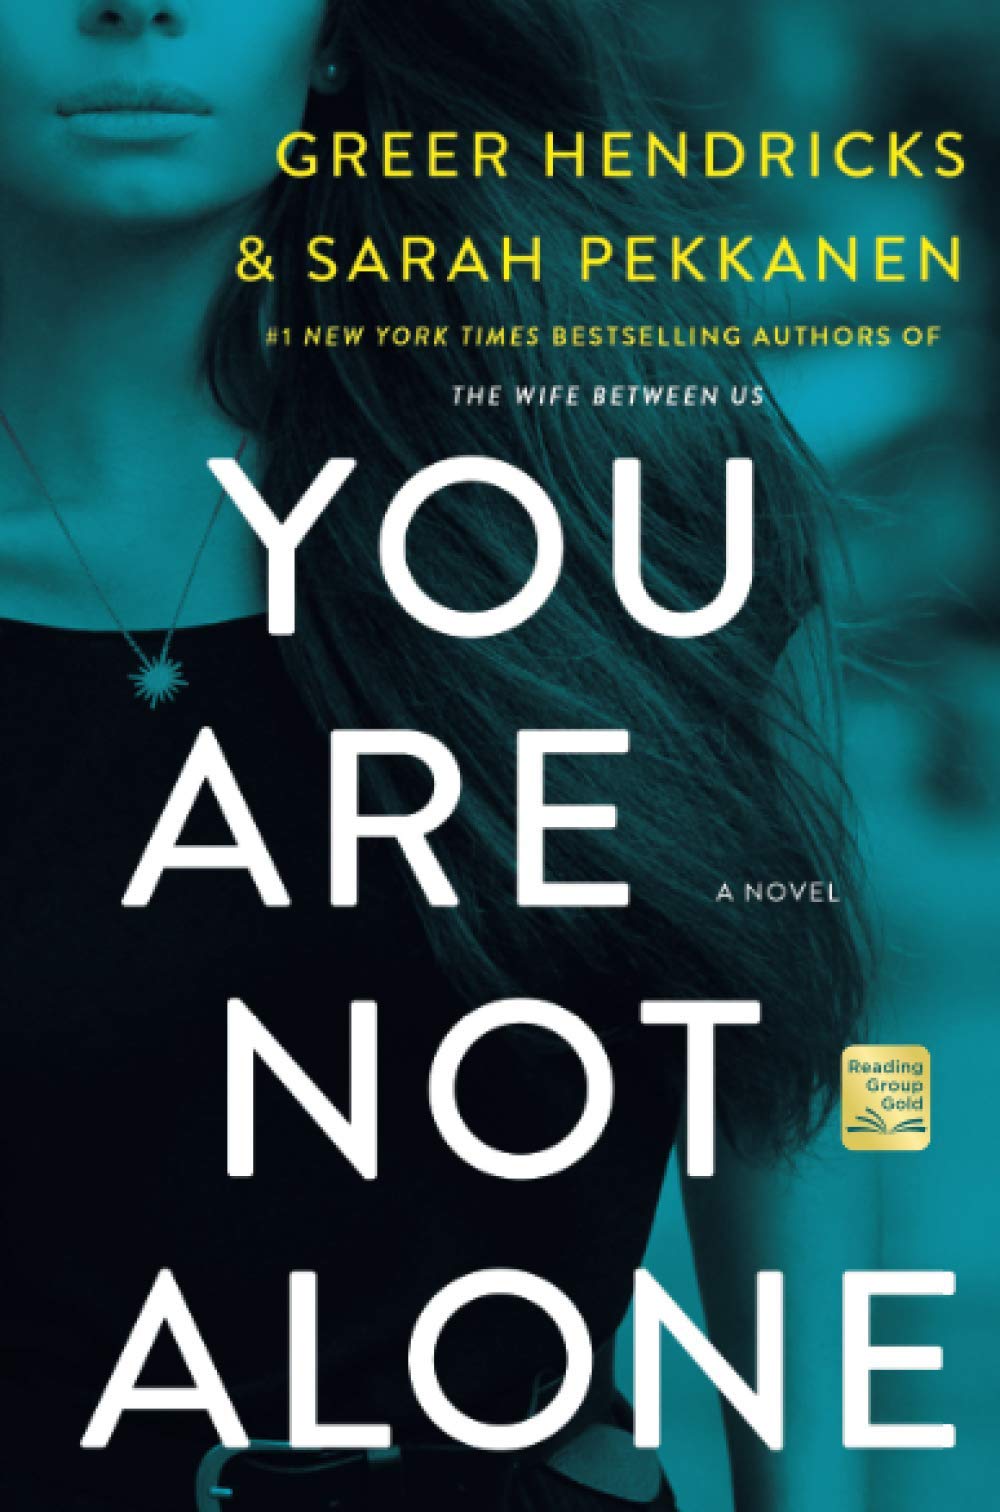 GREER HENDRICKS
& SARAH PEKKANEN
#1 NEW YORK TIMES BESTSELLING AUTHORS OF
THE WIFE BETWEEN US
YOU
ARE
A NOVEL
NOT
Reading
Group
Gold
ALONE